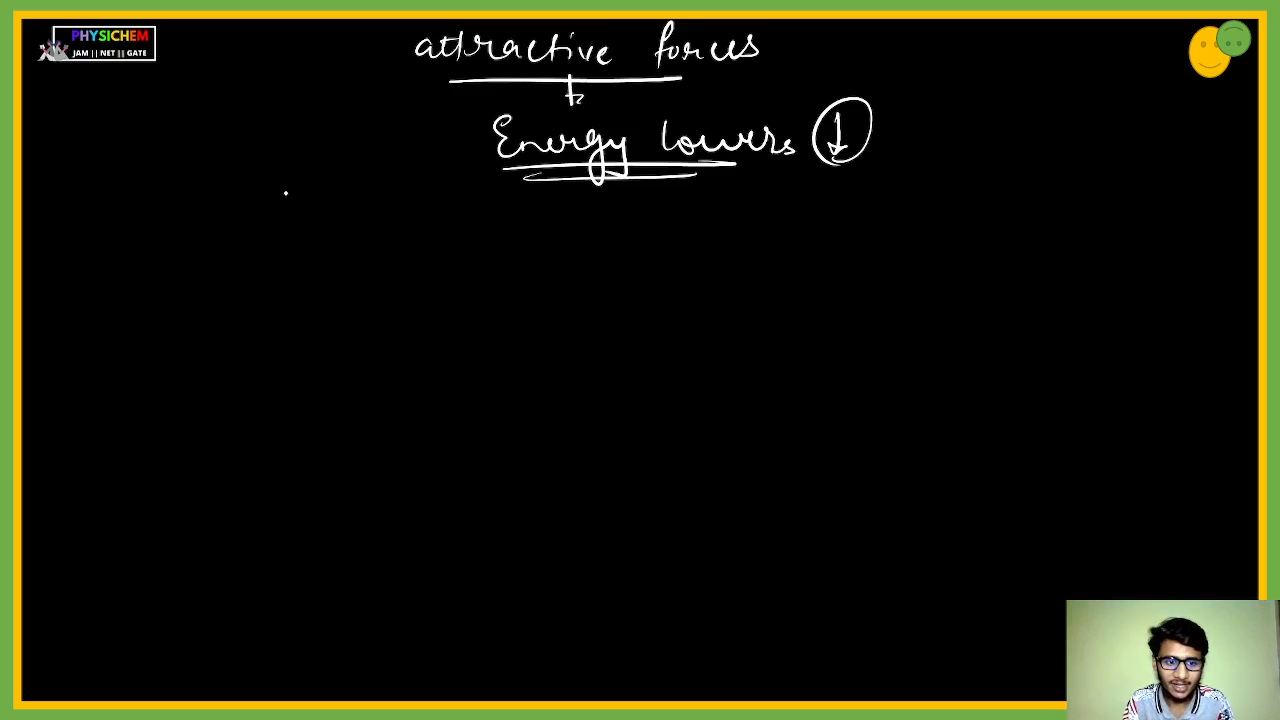 PHYSICHEM
JAM || NET || GATE
attractive forces
Energy lowers ↓